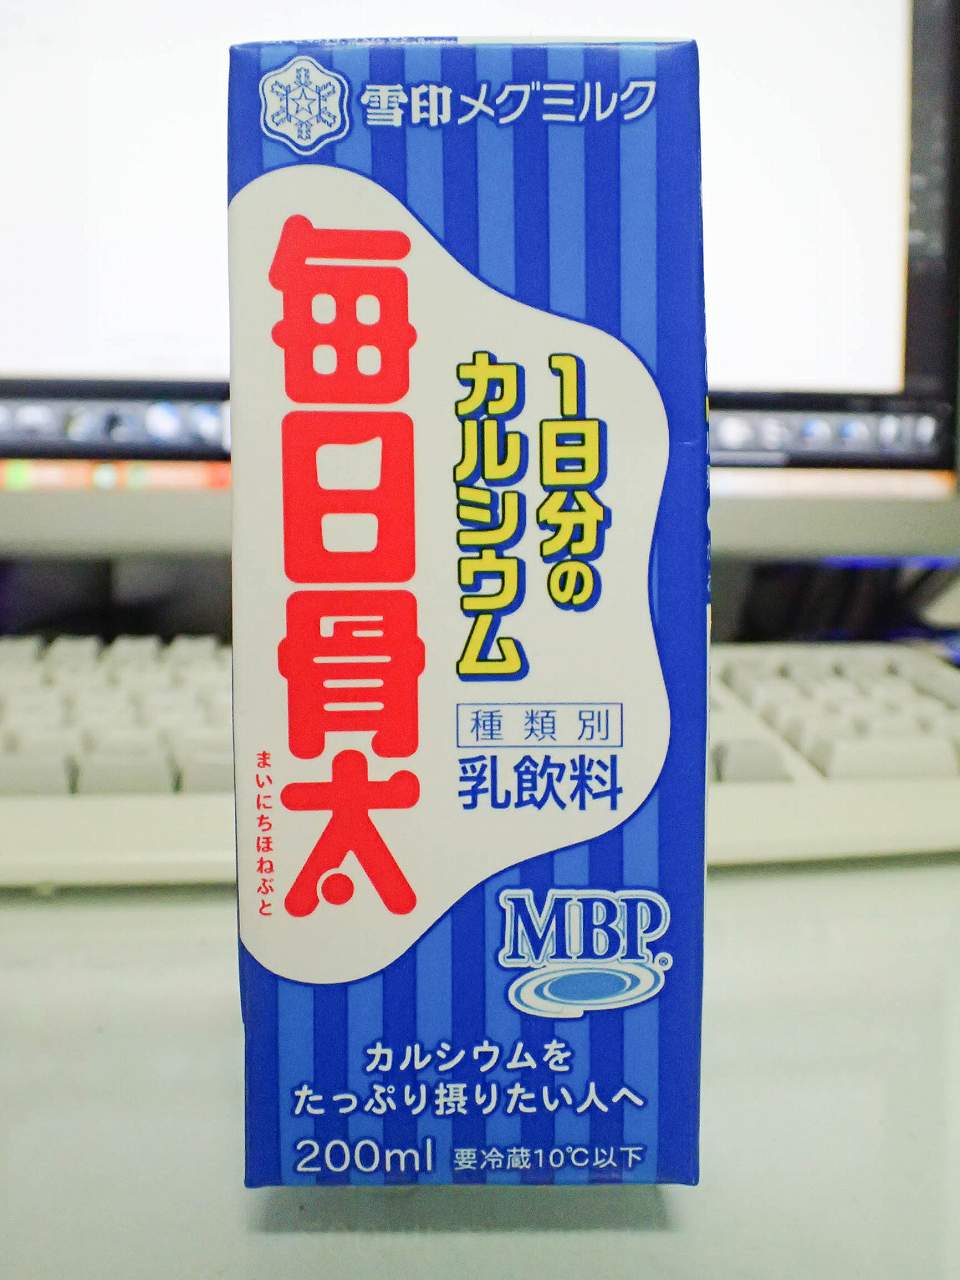 雪印メグミルク
毎日骨太
まいにちほねぶと
1日分の
カルシウム
種類別
乳飲料
MBP®
カルシウムを
たっぷり摂りたい人へ
200ml 要冷蔵10℃以下